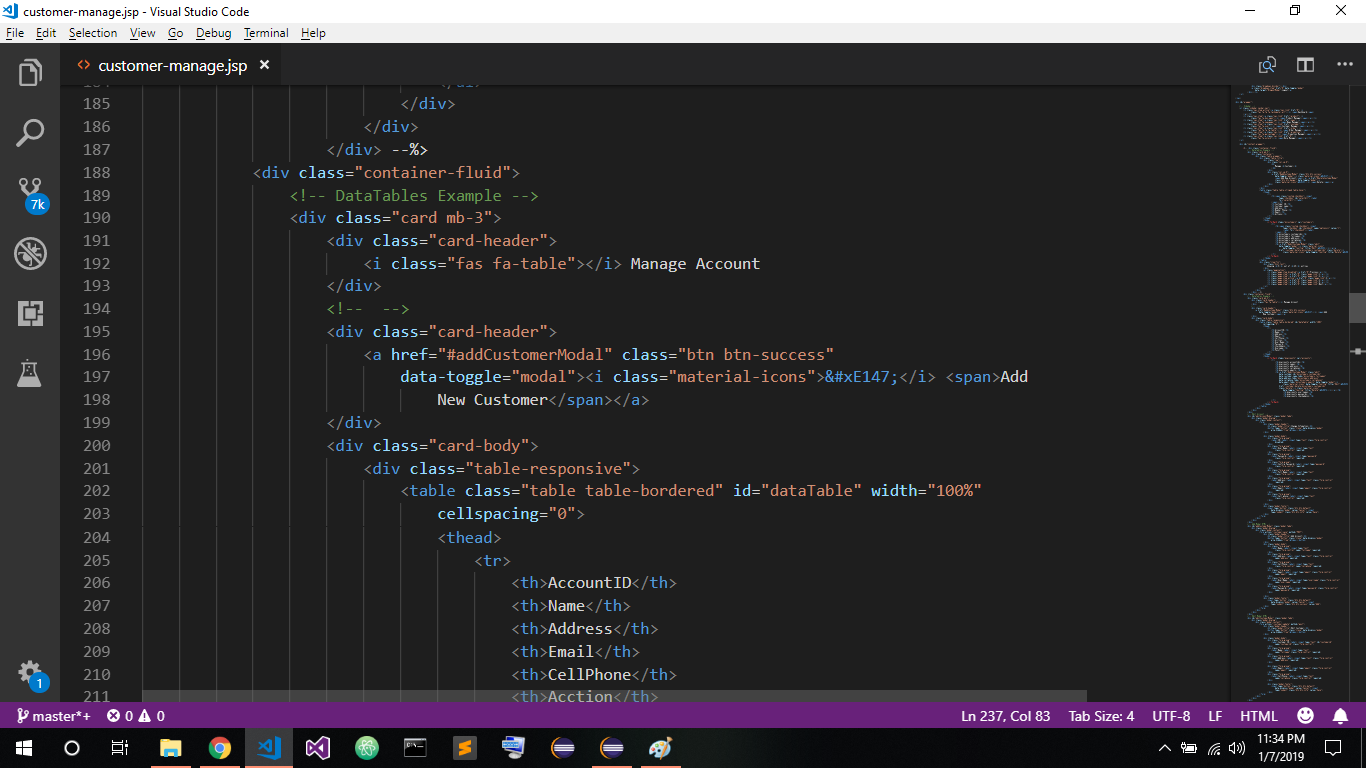 customer-manage.jsp - Visual Studio Code
File Edit Selection View Go Debug Terminal Help
customer-manage.jsp
185 </div>
186 </div>
187 </div> --%>
188 <div class="container-fluid">
189 <!-- DataTables Example -->
190 <div class="card mb-3">
191 <div class="card-header">
192 <i class="fas fa-table"></i> Manage Account
193 </div>
194 <!--  -->
195 <div class="card-header">
196 <a href="#addCustomerModal" class="btn btn-success"
197 data-toggle="modal"><i class="material-icons">&#xE147;</i> <span>Add
198 New Customer</span></a>
199 </div>
200 <div class="card-body">
201 <div class="table-responsive">
202 <table class="table table-bordered" id="dataTable" width="100%"
203 cellspacing="0">
204 <thead>
205 <tr>
206 <th>AccountID</th>
207 <th>Name</th>
208 <th>Address</th>
209 <th>Email</th>
210 <th>CellPhone</th>
211 <th>Acction</th>
7k
1
master*+ 0 0 Ln 237, Col 83 Tab Size: 4 UTF-8 LF HTML
11:34 PM
1/7/2019